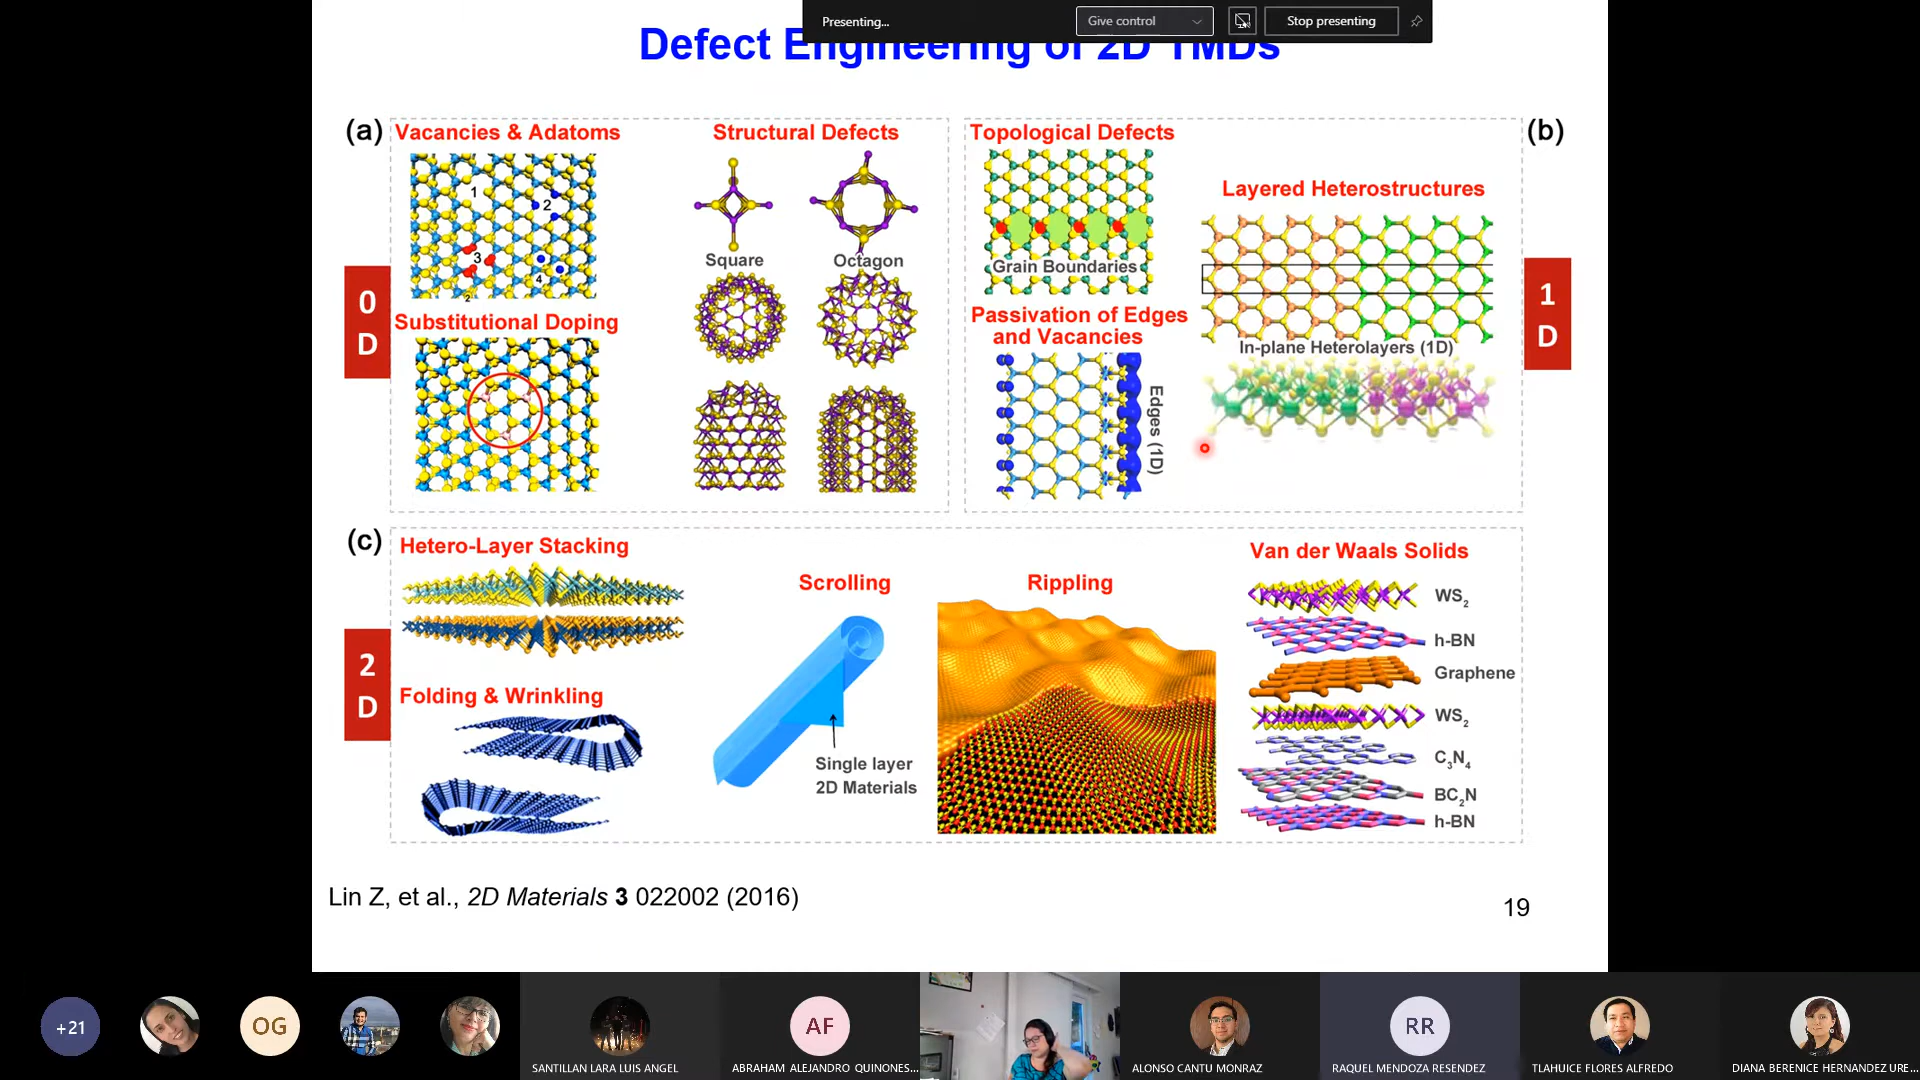 Presenting...
Give control
Stop presenting
Defect Engineering of 2D TMDs
(a)
Vacancies & Adatoms
1
2
3
4
2
Substitutional Doping
0
D
Structural Defects
Square
Octagon
(b)
Topological Defects
Grain Boundaries
Passivation of Edges
and Vacancies
Edges (1D)
Layered Heterostructures
In-plane Heterolayers (1D)
1
D
(c)
Hetero-Layer Stacking
2
D
Folding & Wrinkling
Scrolling
Single layer
2D Materials
Rippling
Van der Waals Solids
WS2
h-BN
Graphene
WS2
C3N4
BC2N
h-BN
Lin Z, et al., 2D Materials 3 022002 (2016)
19
+21
OG
SANTILLAN LARA LUIS ANGEL
AF
ABRAHAM ALEJANDRO QUINONES...
ALONSO CANTU MONRAZ
RR
RAQUEL MENDOZA RESENDEZ
TLAHUICE FLORES ALFREDO
DIANA BERENICE HERNANDEZ URE...